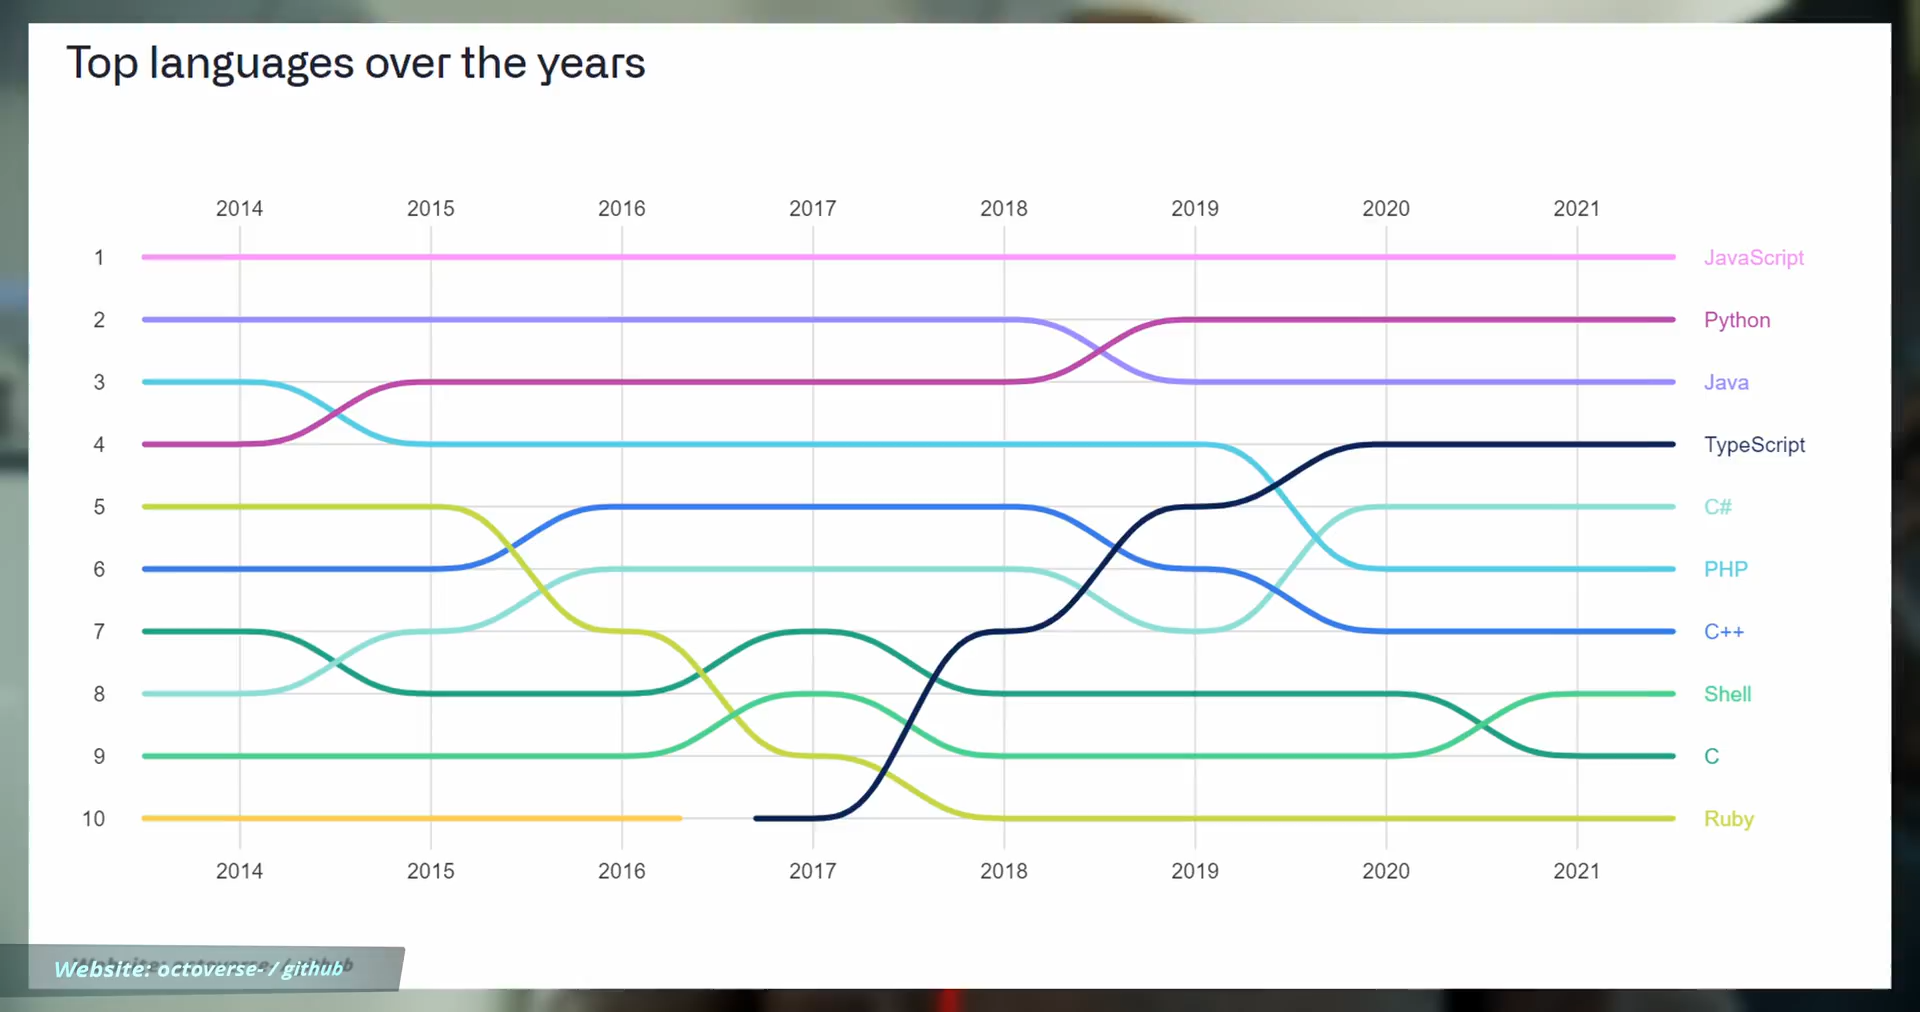 Top languages over the years
2014 2015 2016 2017 2018 2019 2020 2021
1 JavaScript
2 Python
3 Java
4 TypeScript
5 C#
6 PHP
7 C++
8 Shell
9 C
10 Ruby
2014 2015 2016 2017 2018 2019 2020 2021
Website: octoverse- / github